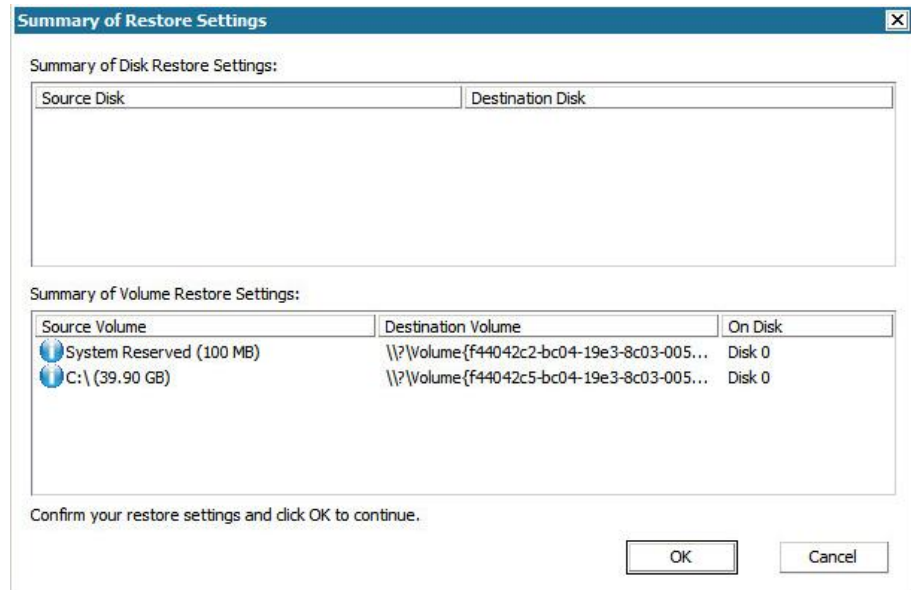 Summary of Restore Settings
Summary of Disk Restore Settings:
Source Disk Destination Disk
Summary of Volume Restore Settings:
Source Volume Destination Volume On Disk
System Reserved (100 MB) \\?\Volume{f44042c2-bc04-19e3-8c03-005... Disk 0
C:\ (39.90 GB) \\?\Volume{f44042c5-bc04-19e3-8c03-005... Disk 0
Confirm your restore settings and click OK to continue.
OK Cancel